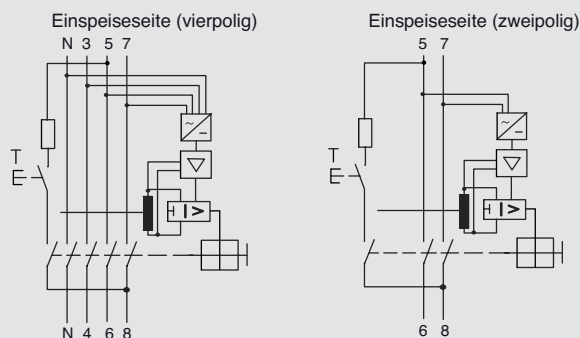 Einspeiseseite (vierpolig)
N 3 5 7
T
N 4 6 8
Einspeiseseite (zweipolig)
5 7
T
6 8